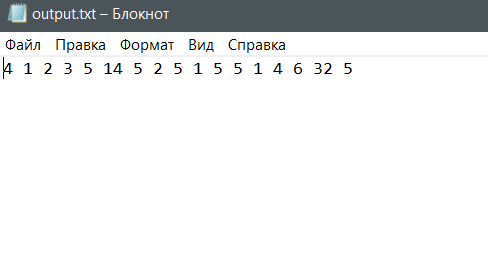 output.txt – Блокнот
Файл Правка Формат Вид Справка
4 1 2 3 5 14 5 2 5 1 5 5 1 4 6 32 5